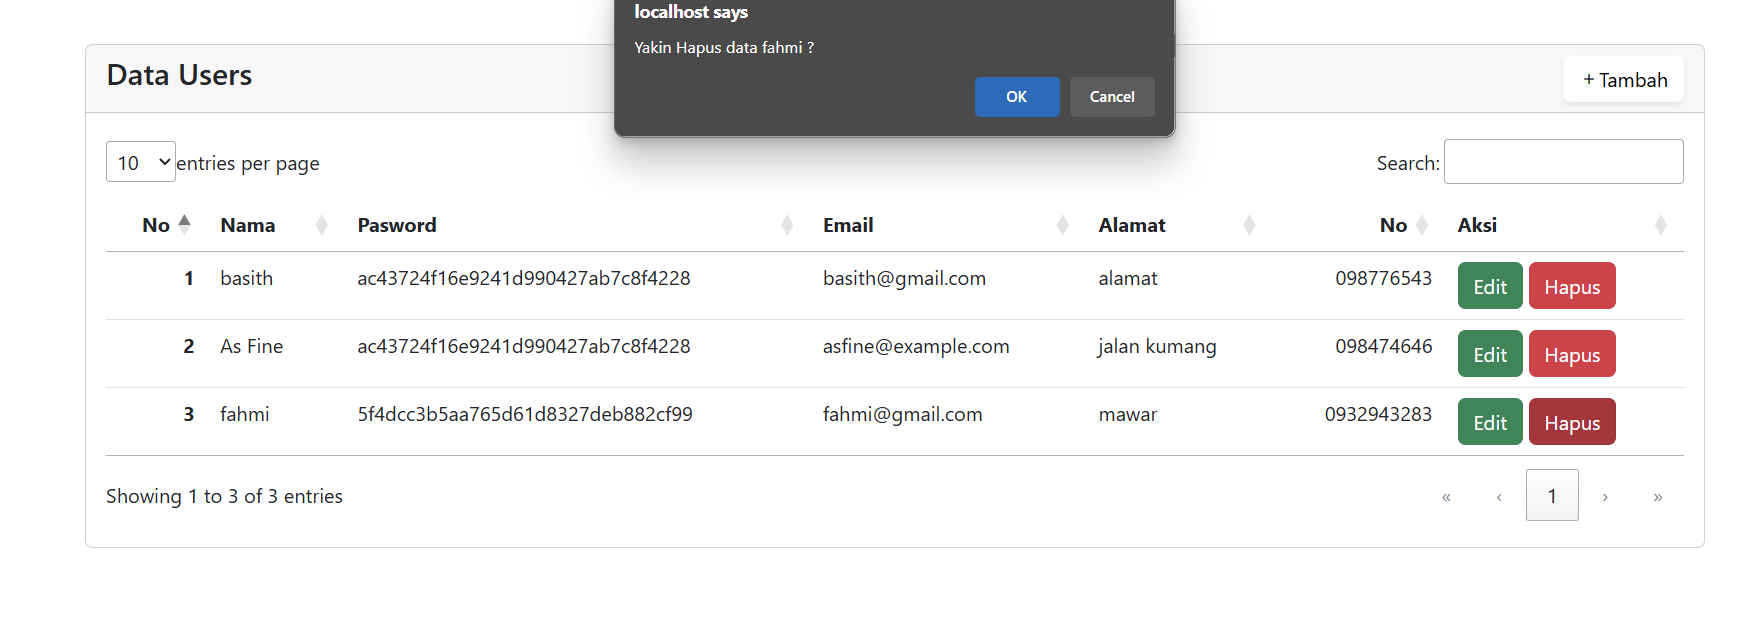 localhost says
Yakin Hapus data fahmi ?
OK Cancel
Data Users
+ Tambah
10 entries per page
Search:
No Nama Pasword Email Alamat No Aksi
1 basith ac43724f16e9241d990427ab7c8f4228 basith@gmail.com alamat 098776543 Edit Hapus
2 As Fine ac43724f16e9241d990427ab7c8f4228 asfine@example.com jalan kumang 098474646 Edit Hapus
3 fahmi 5f4dcc3b5aa765d61d8327deb882cf99 fahmi@gmail.com mawar 0932943283 Edit Hapus
Showing 1 to 3 of 3 entries
« ‹ 1 › »